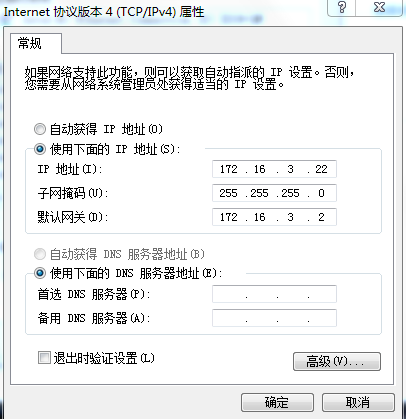 Internet 协议版本 4 (TCP/IPv4) 属性
常规
如果网络支持此功能，则可以获取自动指派的 IP 设置。否则，
您需要从网络系统管理员处获得适当的 IP 设置。
自动获得 IP 地址(O)
使用下面的 IP 地址(S):
IP 地址(I): 172 . 16 . 3 . 22
子网掩码(U): 255 .255 .255 . 0
默认网关(D): 172 . 16 . 3 . 2
自动获得 DNS 服务器地址(B)
使用下面的 DNS 服务器地址(E):
首选 DNS 服务器(P): . . .
备用 DNS 服务器(A): . . .
退出时验证设置(L)
高级(V)...
确定 取消